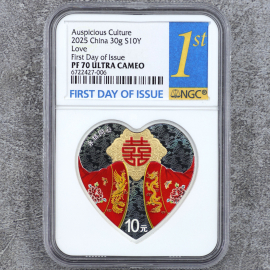 Auspicious Culture
2025 China 30g S10Y
Love
First Day of Issue
PF 70 ULTRA CAMEO
6722427-006
1st
FIRST DAY OF ISSUE
NGC
囍
10元